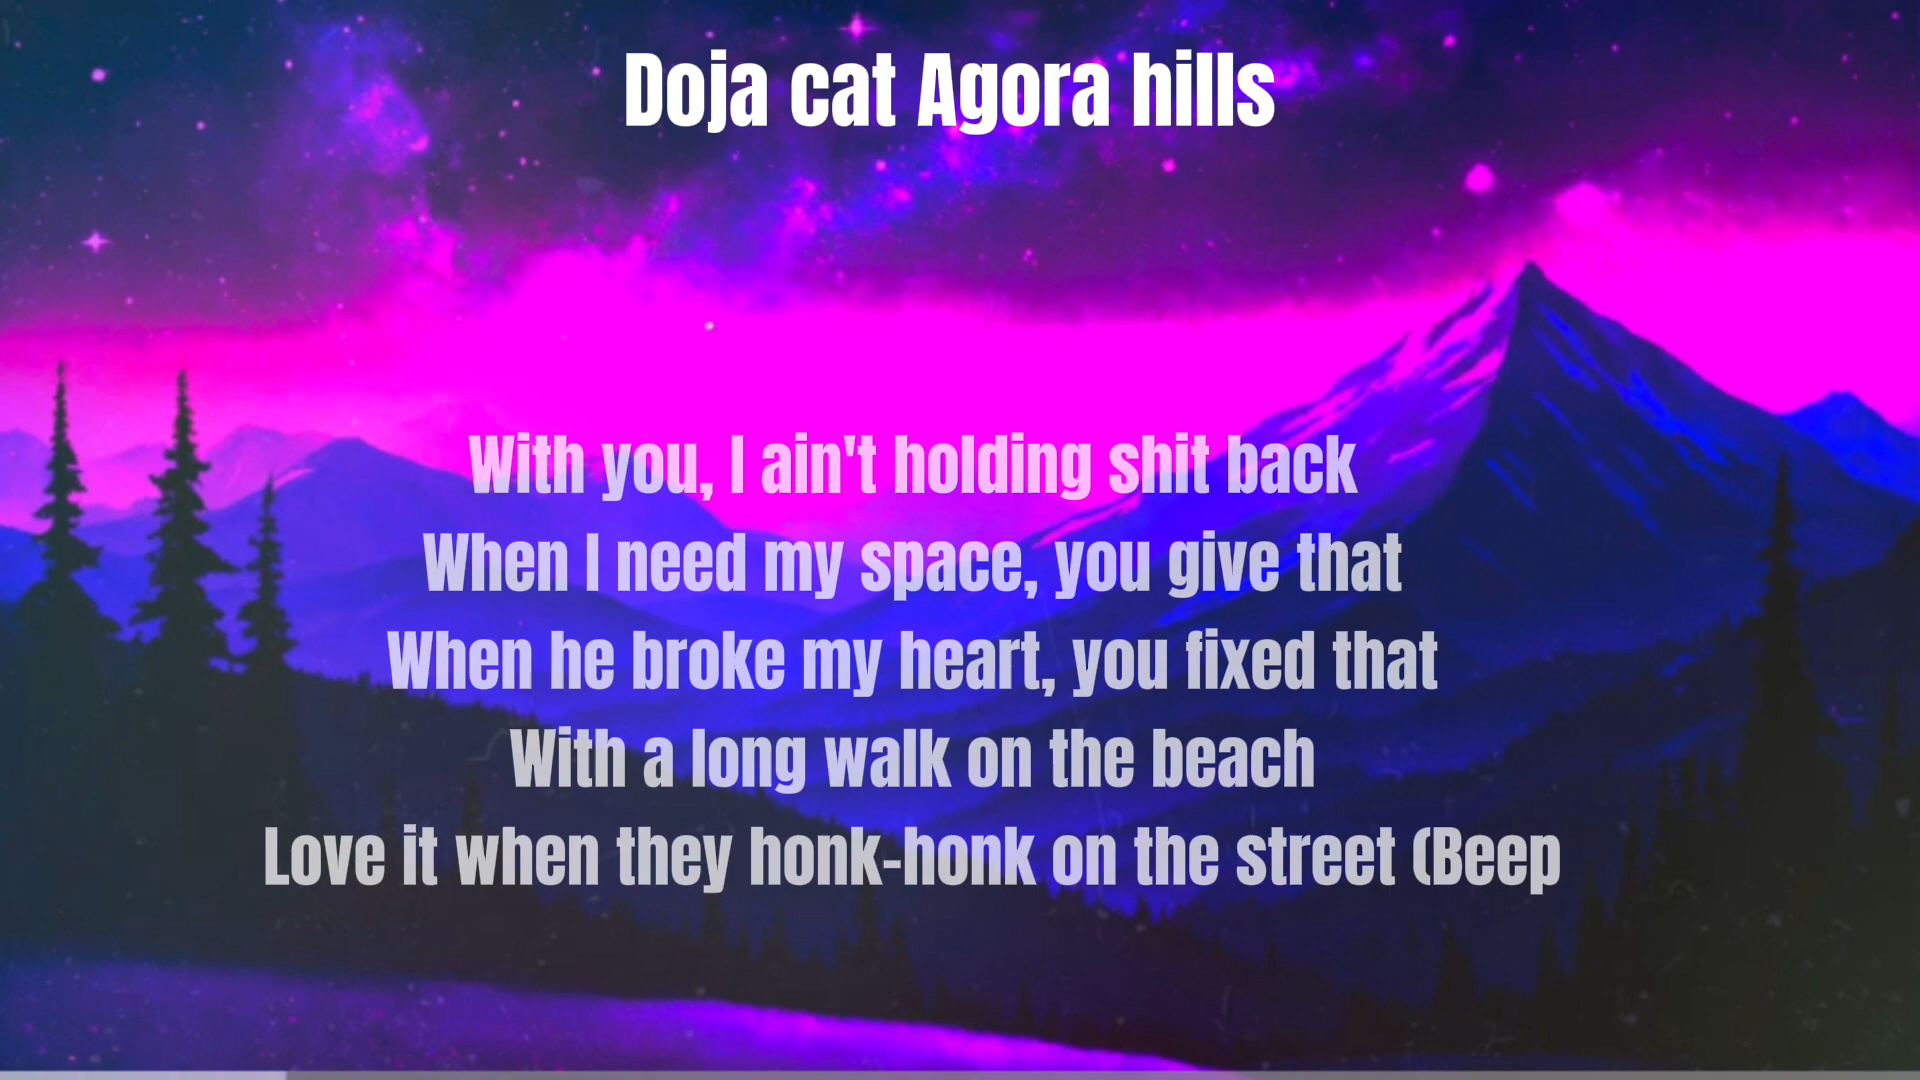 Doja cat Agora hills
With you, I ain't holding shit back
When I need my space, you give that
When he broke my heart, you fixed that
With a long walk on the beach
Love it when they honk-honk on the street (Beep